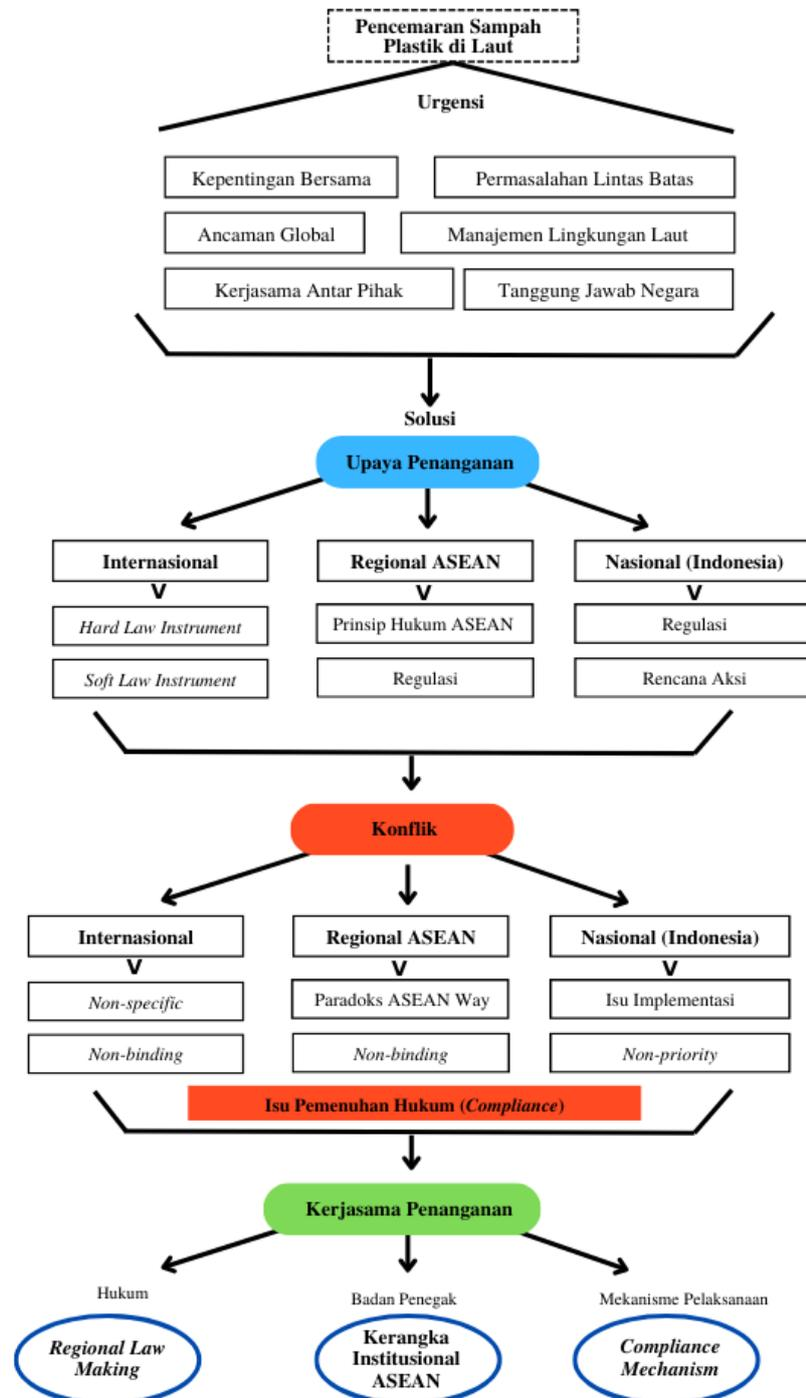 Pencemaran Sampah
Plastik di Laut
Urgensi
Kepentingan Bersama
Permasalahan Lintas Batas
Ancaman Global
Manajemen Lingkungan Laut
Kerjasama Antar Pihak
Tanggung Jawab Negara
Solusi
Upaya Penanganan
Internasional
Regional ASEAN
Nasional (Indonesia)
Hard Law Instrument
Prinsip Hukum ASEAN
Regulasi
Soft Law Instrument
Regulasi
Rencana Aksi
Konflik
Internasional
Regional ASEAN
Nasional (Indonesia)
Non-specific
Paradoks ASEAN Way
Isu Implementasi
Non-binding
Non-binding
Non-priority
Isu Pemenuhan Hukum (Compliance)
Kerjasama Penanganan
Hukum
Badan Penegak
Mekanisme Pelaksanaan
Regional Law
Making
Kerangka
Institusional
ASEAN
Compliance
Mechanism